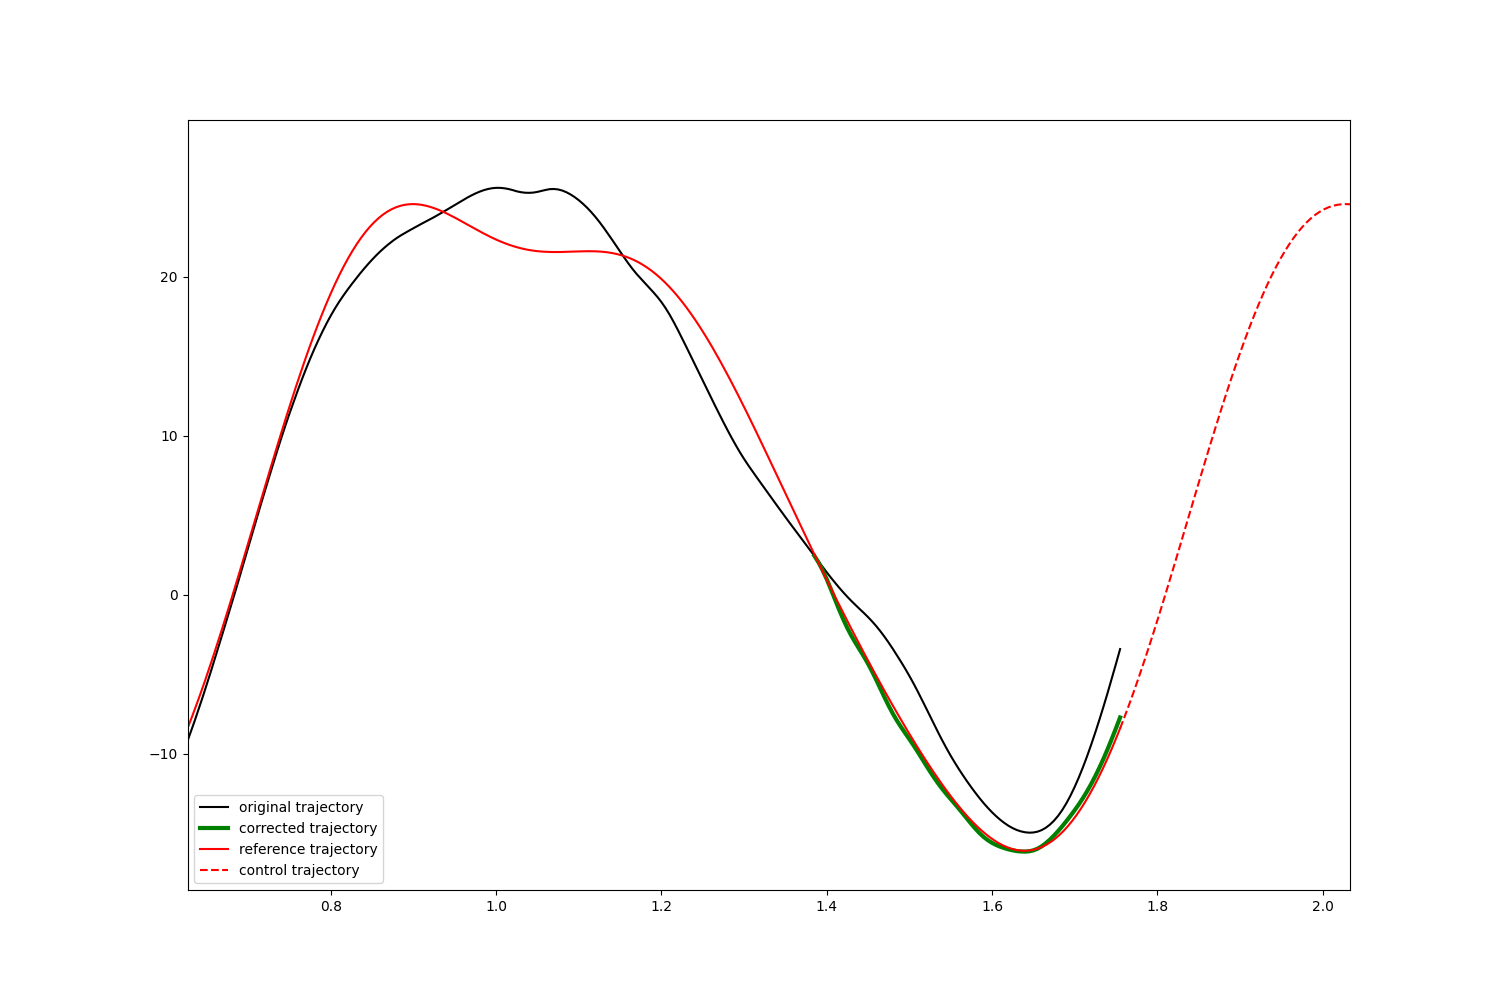 20
10
0
−10
original trajectory
corrected trajectory
reference trajectory
control trajectory
0.8 1.0 1.2 1.4 1.6 1.8 2.0